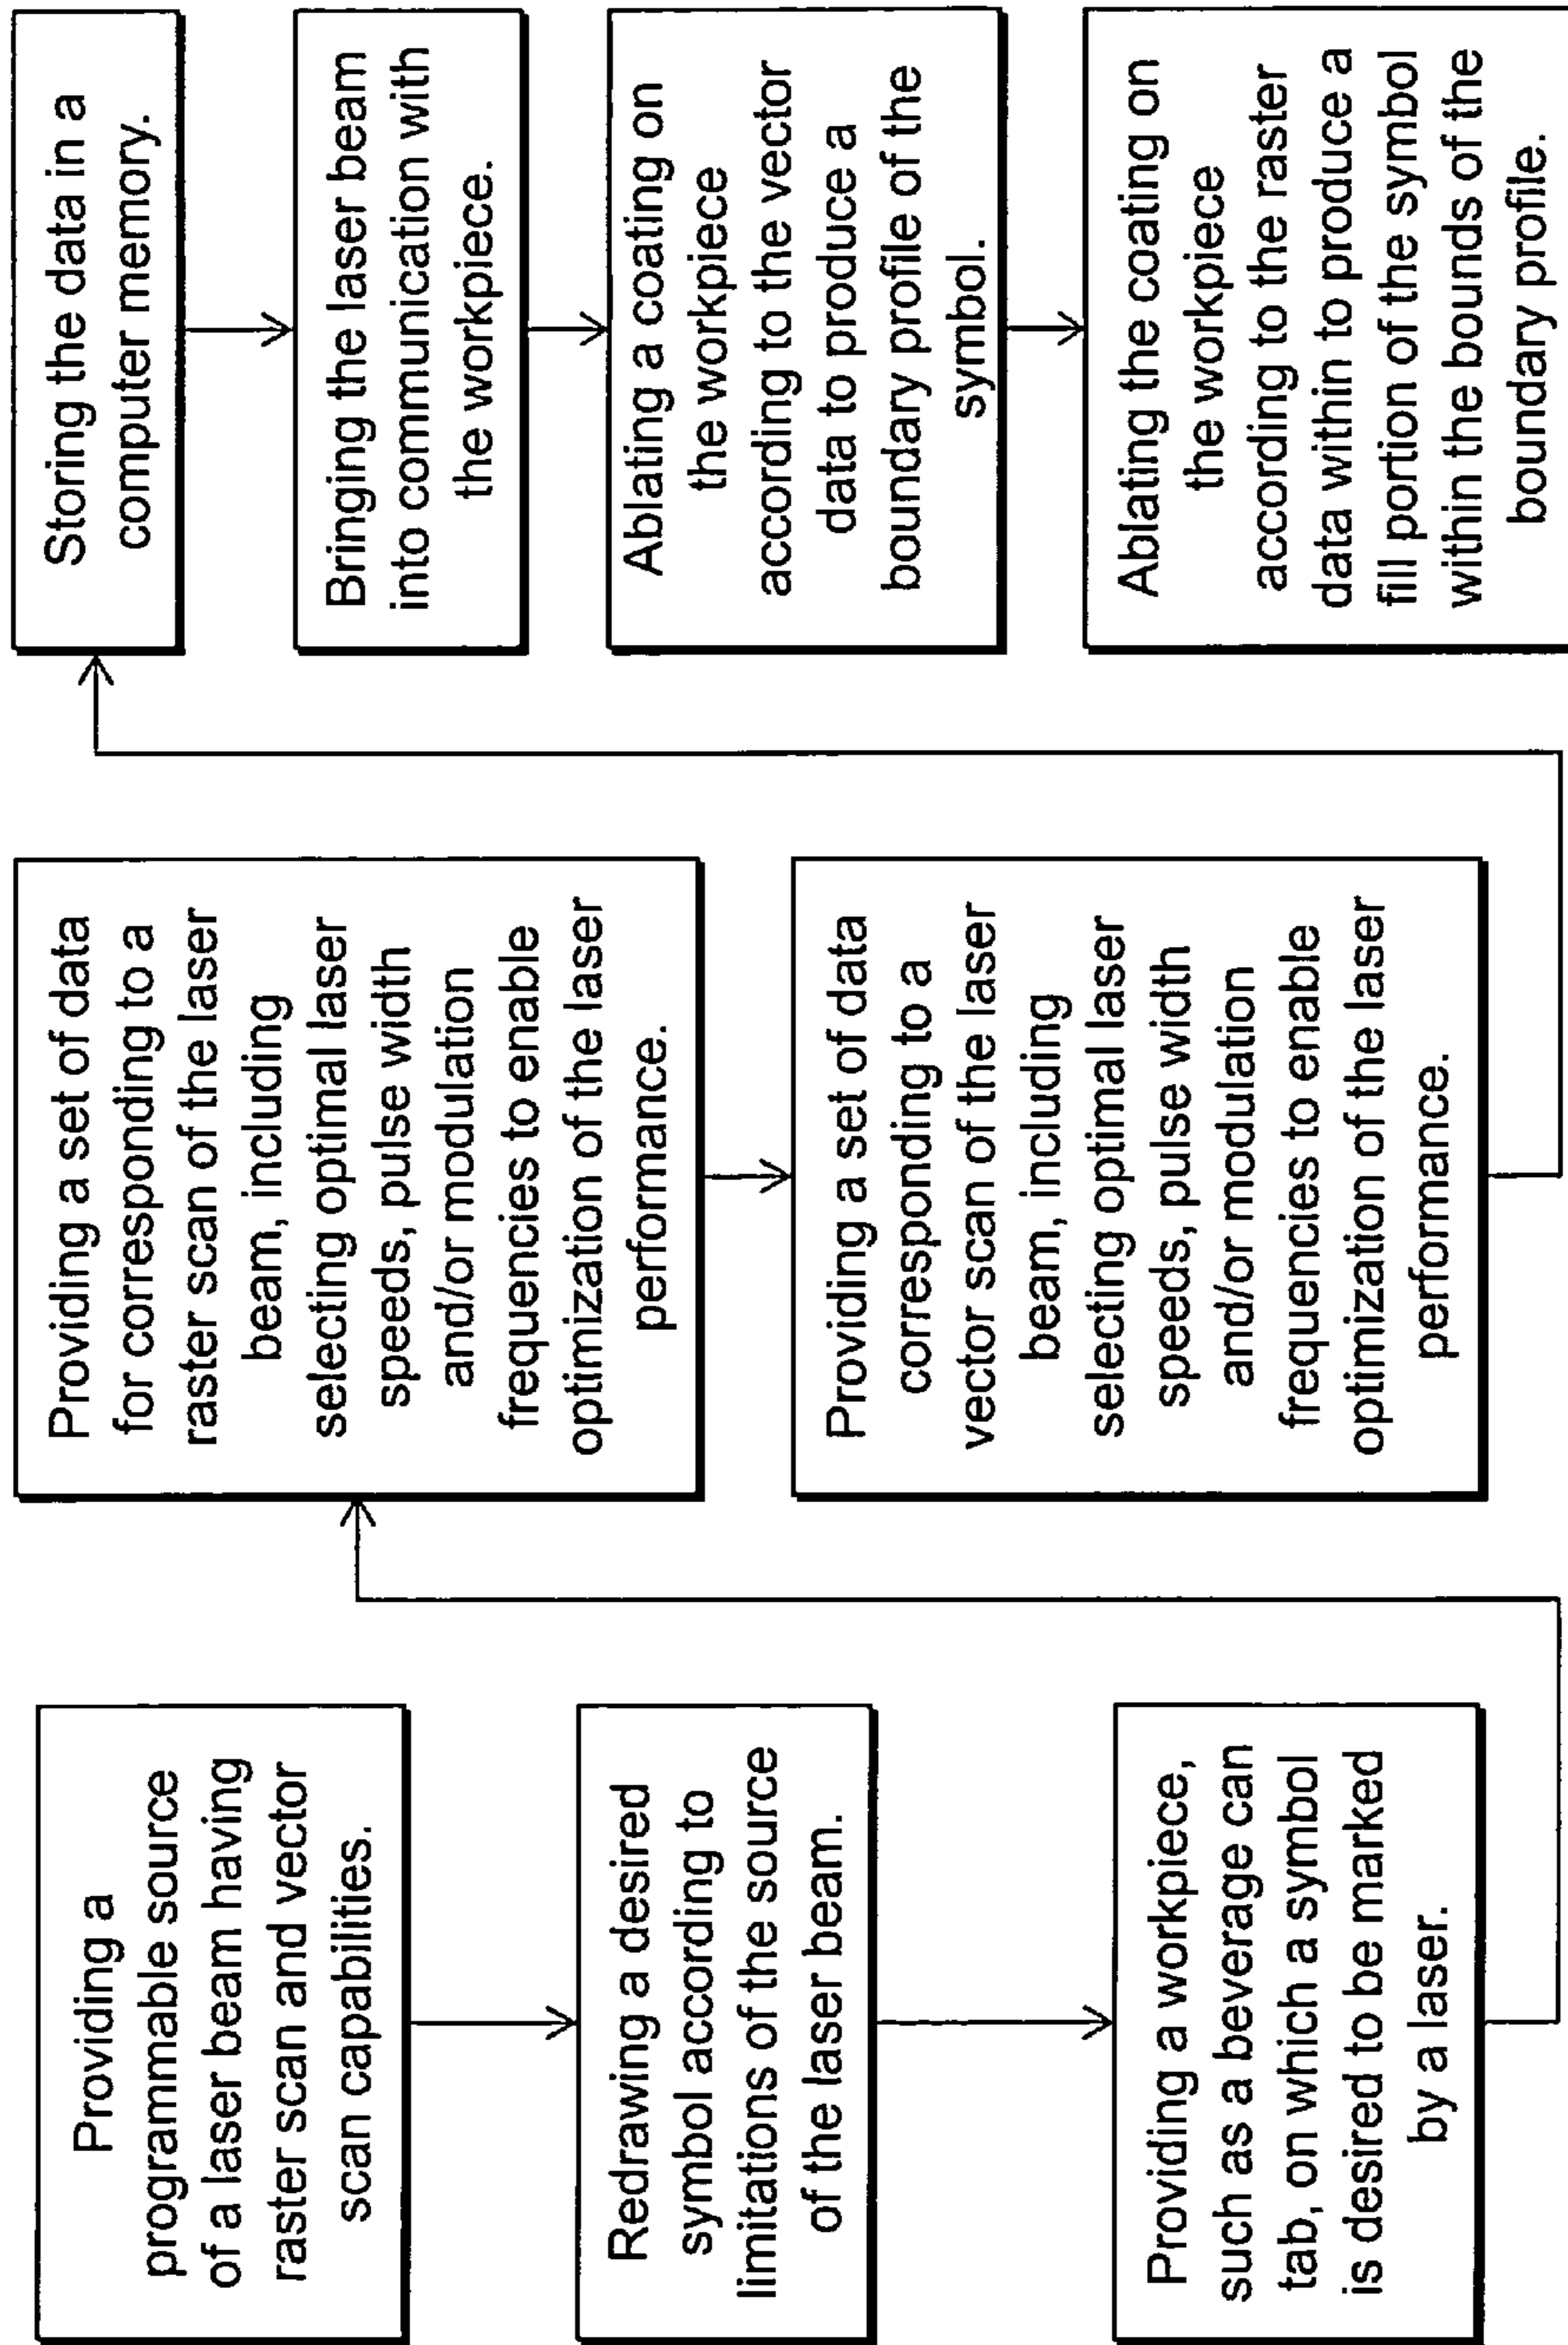 Providing a
programmable source
of a laser beam having
raster scan and vector
scan capabilities.
Redrawing a desired
symbol according to
limitations of the source
of the laser beam.
Providing a workpiece,
such as a beverage can
tab, on which a symbol
is desired to be marked
by a laser.
Providing a set of data
for corresponding to a
raster scan of the laser
beam, including
selecting optimal laser
speeds, pulse width
and/or modulation
frequencies to enable
optimization of the laser
performance.
Providing a set of data
corresponding to a
vector scan of the laser
beam, including
selecting optimal laser
speeds, pulse width
and/or modulation
frequencies to enable
optimization of the laser
performance.
Storing the data in a
computer memory.
Bringing the laser beam
into communication with
the workpiece.
Ablating a coating on
the workpiece
according to the vector
data to produce a
boundary profile of the
symbol.
Ablating the coating on
the workpiece
according to the raster
data within to produce a
fill portion of the symbol
within the bounds of the
boundary profile.